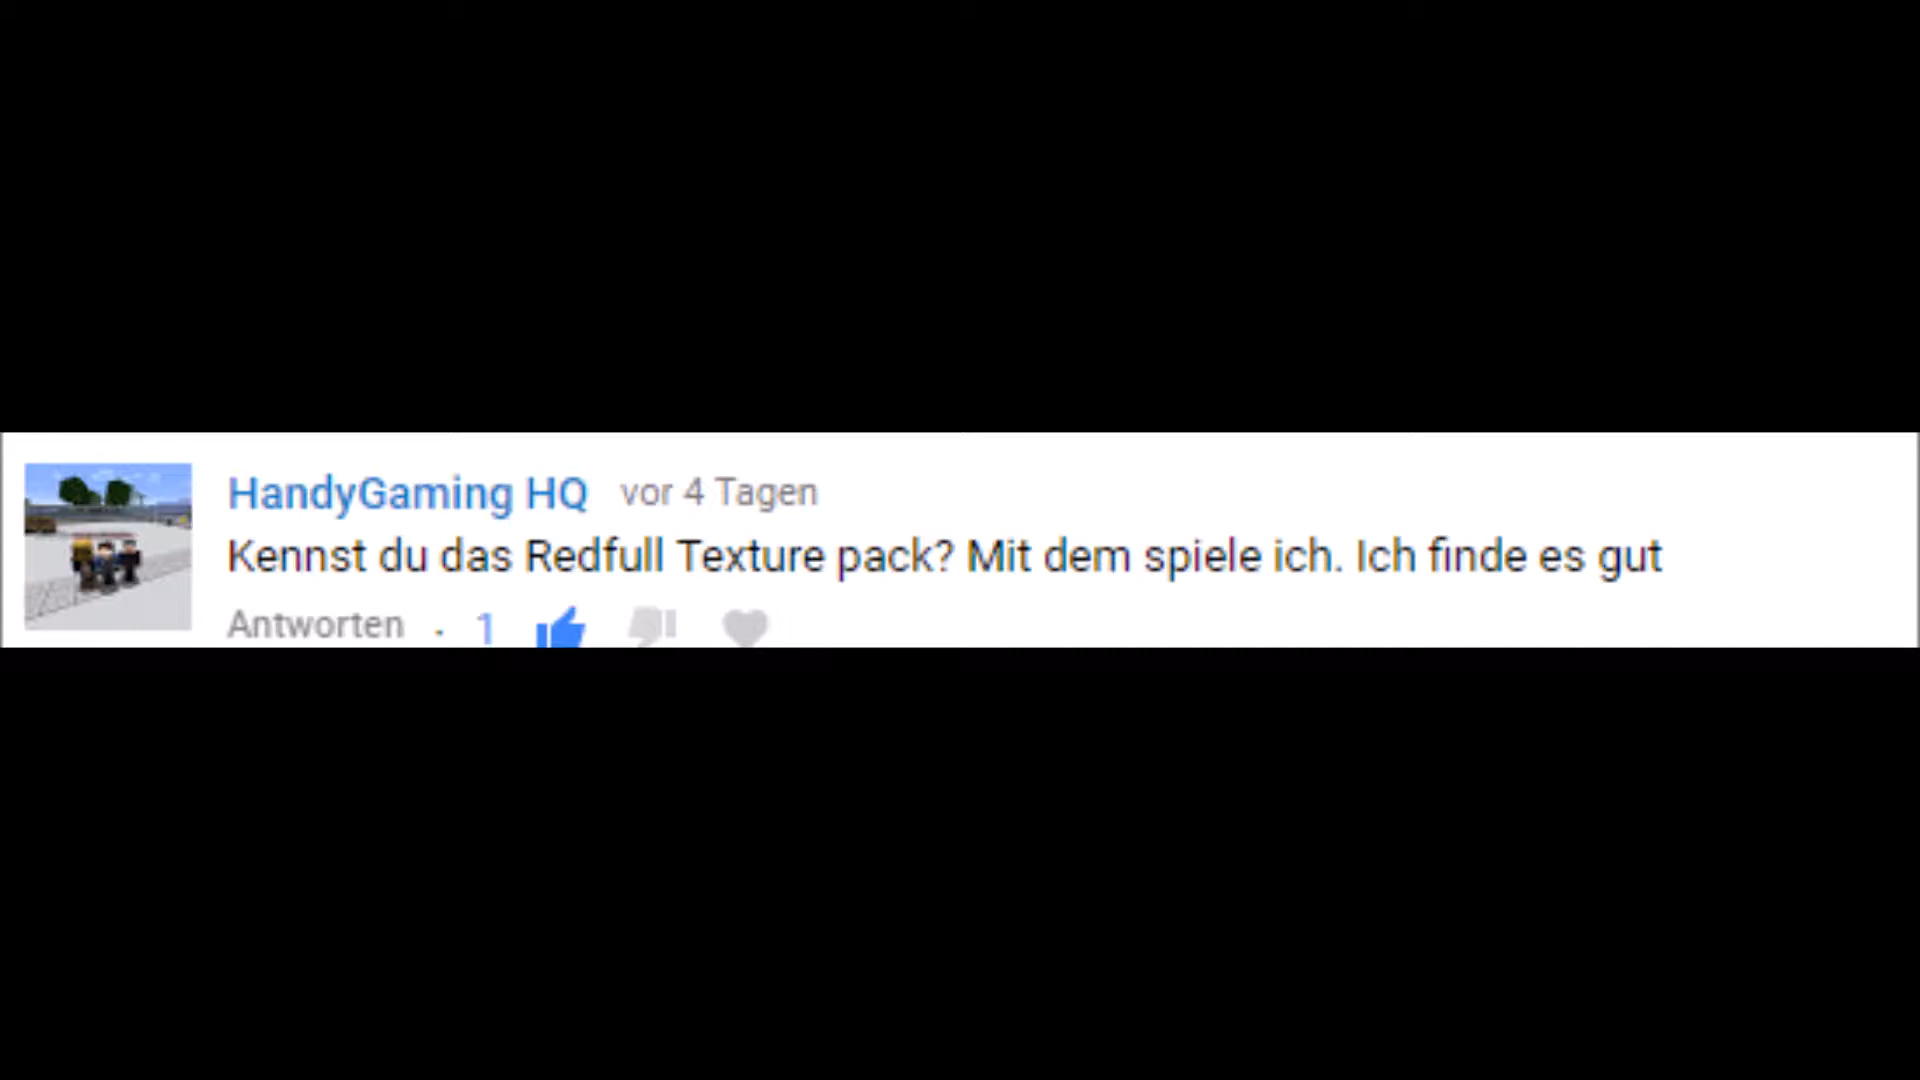 HandyGaming HQ vor 4 Tagen
Kennst du das Redfull Texture pack? Mit dem spiele ich. Ich finde es gut
Antworten · 1